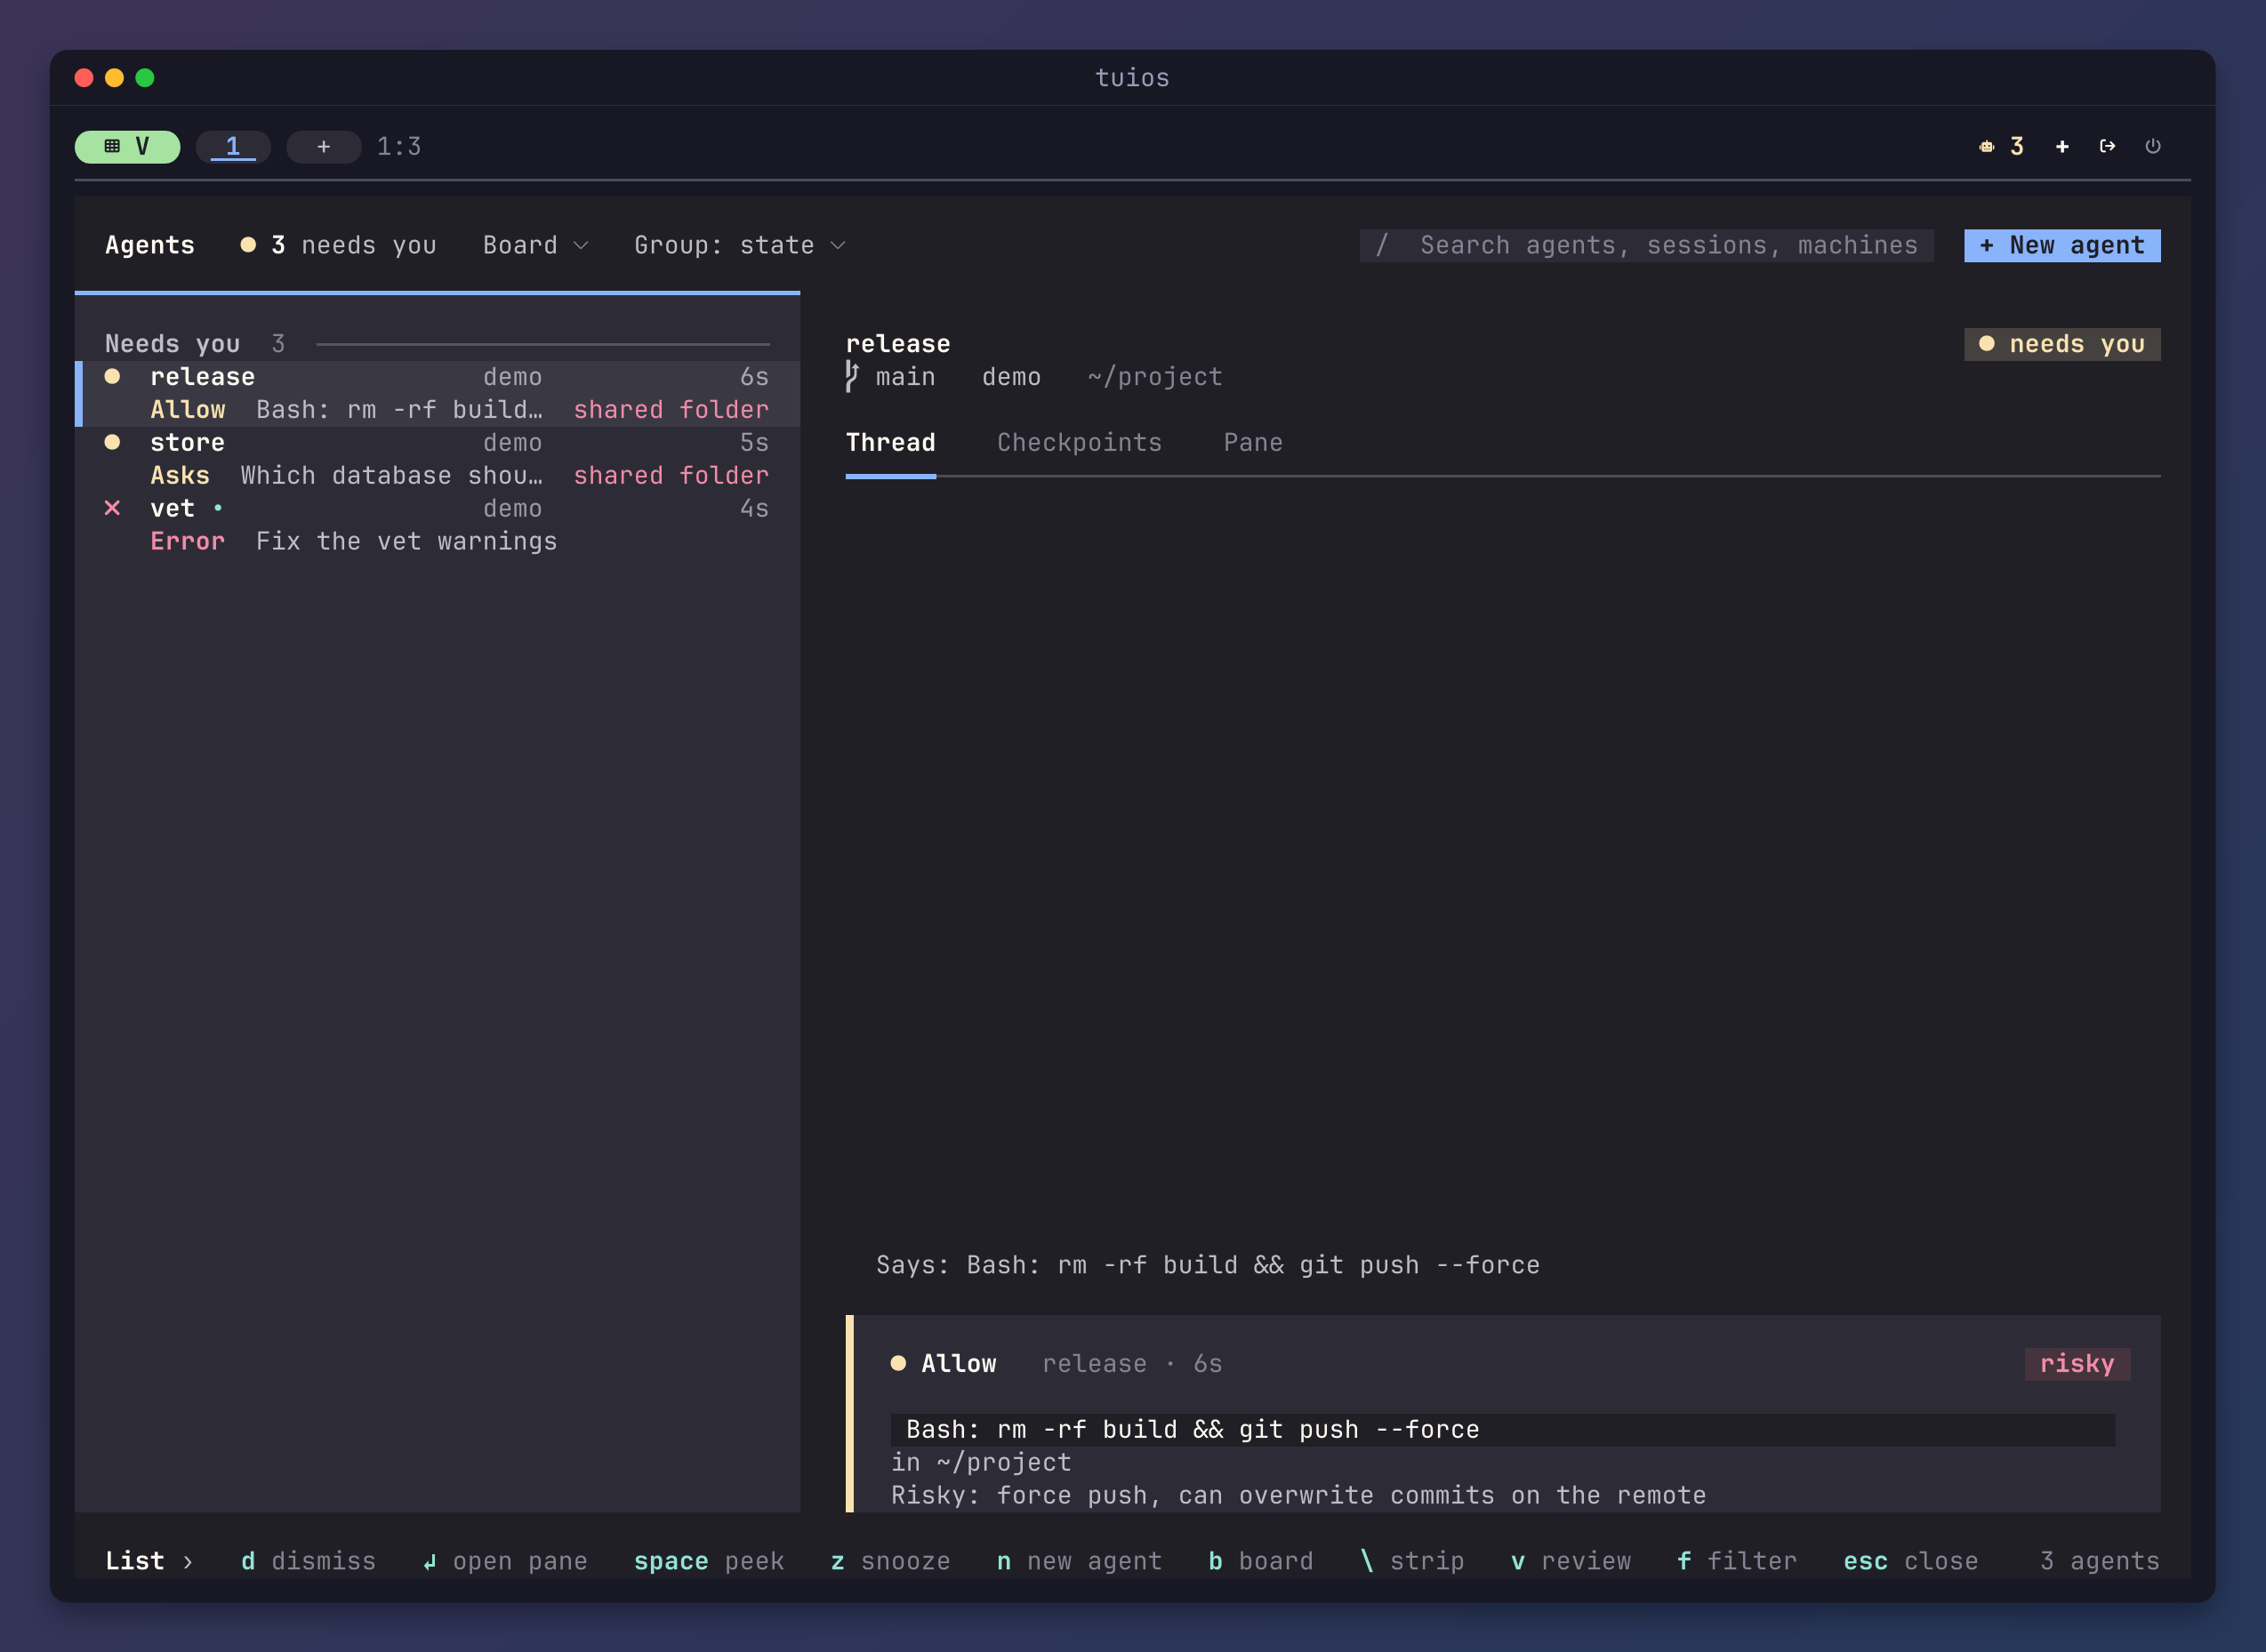 tuios
V 1 + 1:3 3 +
Agents ● 3 needs you Board Group: state / Search agents, sessions, machines + New agent
Needs you 3
● release demo 6s
Allow Bash: rm -rf build… shared folder
● store demo 5s
Asks Which database shou… shared folder
✕ vet • demo 4s
Error Fix the vet warnings
release ● needs you
main demo ~/project
Thread Checkpoints Pane
Says: Bash: rm -rf build && git push --force
● Allow release · 6s risky
Bash: rm -rf build && git push --force
in ~/project
Risky: force push, can overwrite commits on the remote
List › d dismiss ↲ open pane space peek z snooze n new agent b board \ strip v review f filter esc close 3 agents